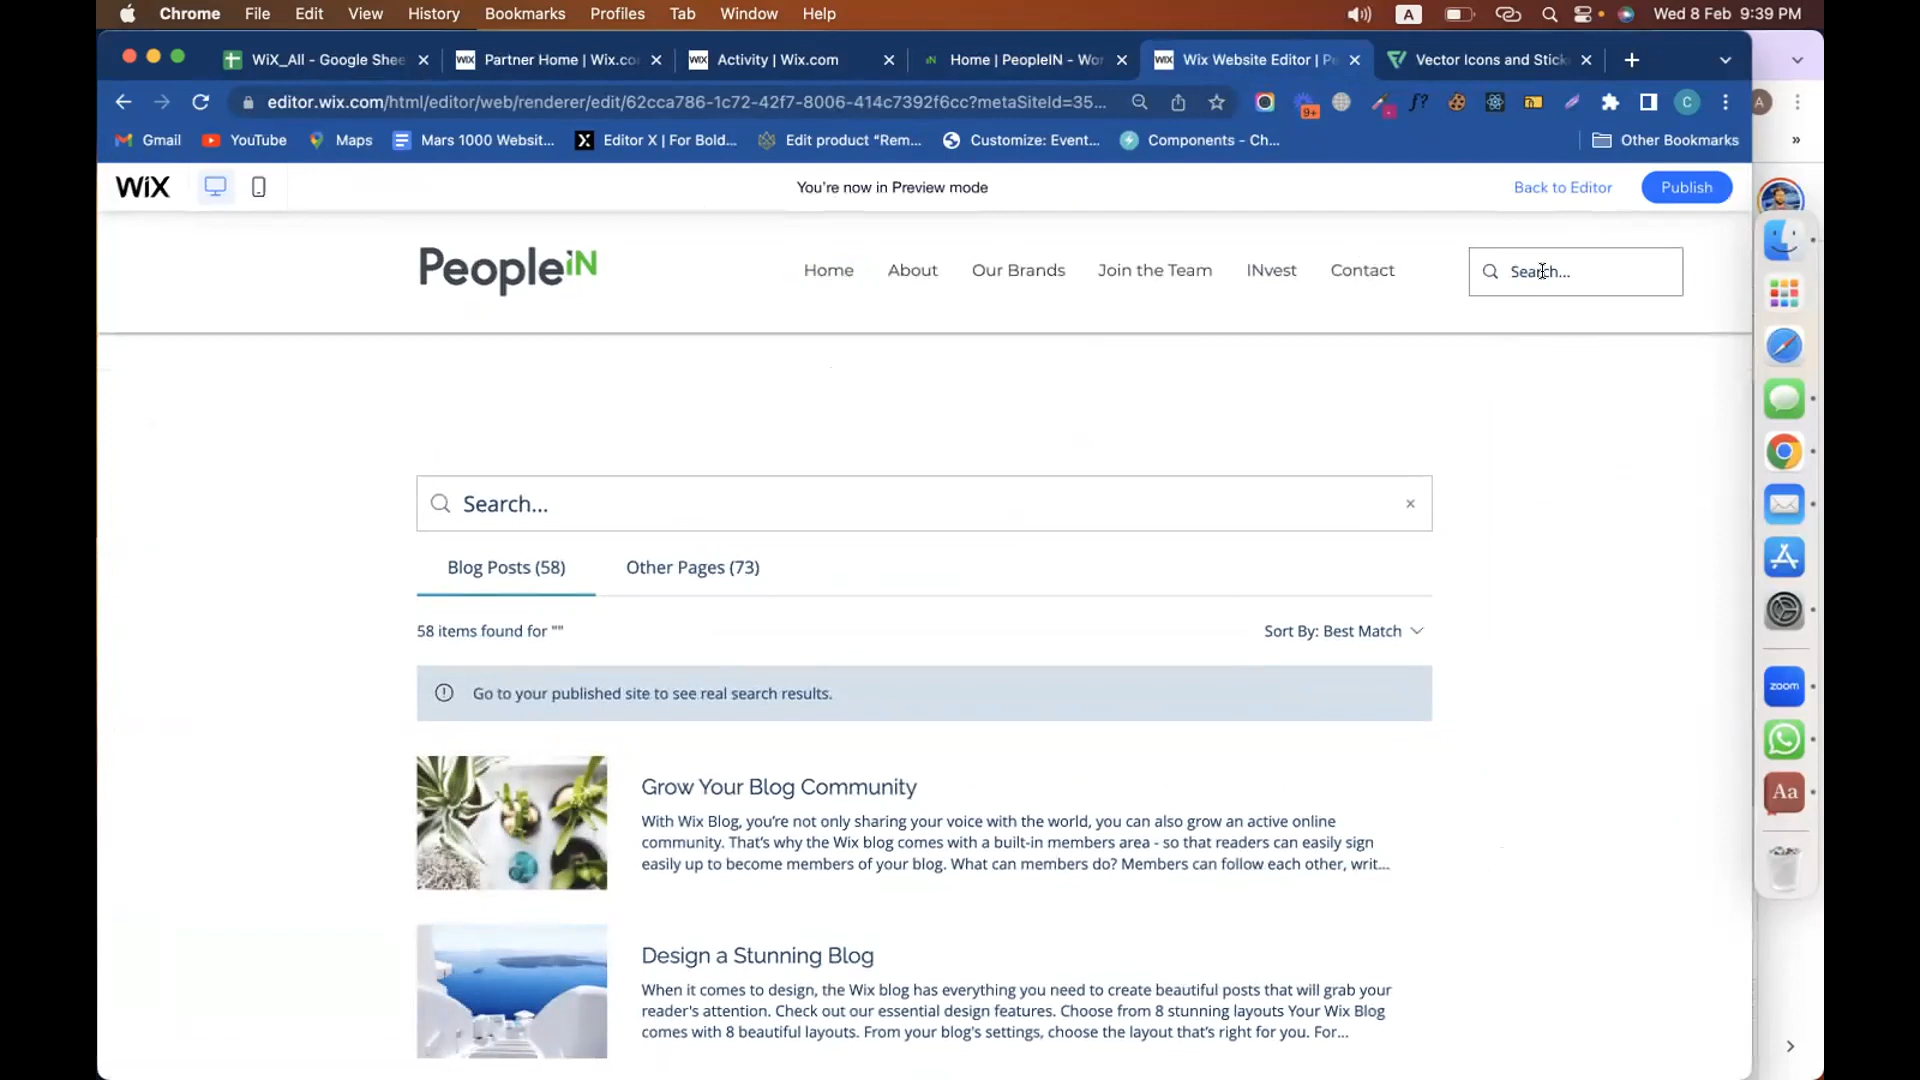 Chrome File Edit View History Bookmarks Profiles Tab Window Help A Wed 8 Feb 9:39 PM
WiX_All - Google Shee Partner Home | Wix.co Activity | Wix.com Home | PeopleIN - Wor Wix Website Editor | Pe Vector Icons and Stick
editor.wix.com/html/editor/web/renderer/edit/62cca786-1c72-42f7-8006-414c7392f6cc?metaSiteId=35... 9+ f? C A
Gmail YouTube Maps Mars 1000 Websit... Editor X | For Bold... Edit product “Rem... Customize: Event... Components - Ch... Other Bookmarks »
WiX You're now in Preview mode Back to Editor Publish
PeopleiN Home About Our Brands Join the Team INvest Contact Search...
Search...
Blog Posts (58) Other Pages (73)
58 items found for "" Sort By: Best Match
Go to your published site to see real search results.
Grow Your Blog Community
With Wix Blog, you’re not only sharing your voice with the world, you can also grow an active online
community. That’s why the Wix blog comes with a built-in members area - so that readers can easily sign
easily up to become members of your blog. What can members do? Members can follow each other, writ...
Design a Stunning Blog
When it comes to design, the Wix blog has everything you need to create beautiful posts that will grab your
reader's attention. Check out our essential design features. Choose from 8 stunning layouts Your Wix Blog
comes with 8 beautiful layouts. From your blog's settings, choose the layout that’s right for you. For...
zoom
Aa